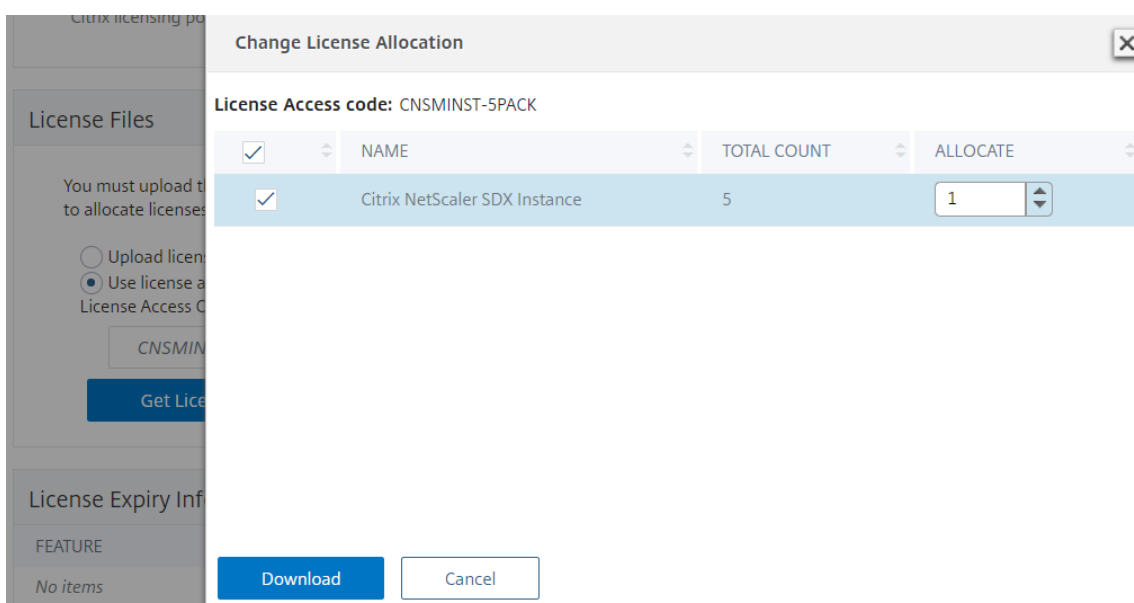 Citrix licensing po
Change License Allocation
License Access code: CNSMINST-5PACK
NAME TOTAL COUNT ALLOCATE
Citrix NetScaler SDX Instance 5 1
Download Cancel
License Files
You must upload t
to allocate licenses
Upload licen
Use license a
License Access C
CNSMIN
Get Lice
License Expiry Inf
FEATURE
No items